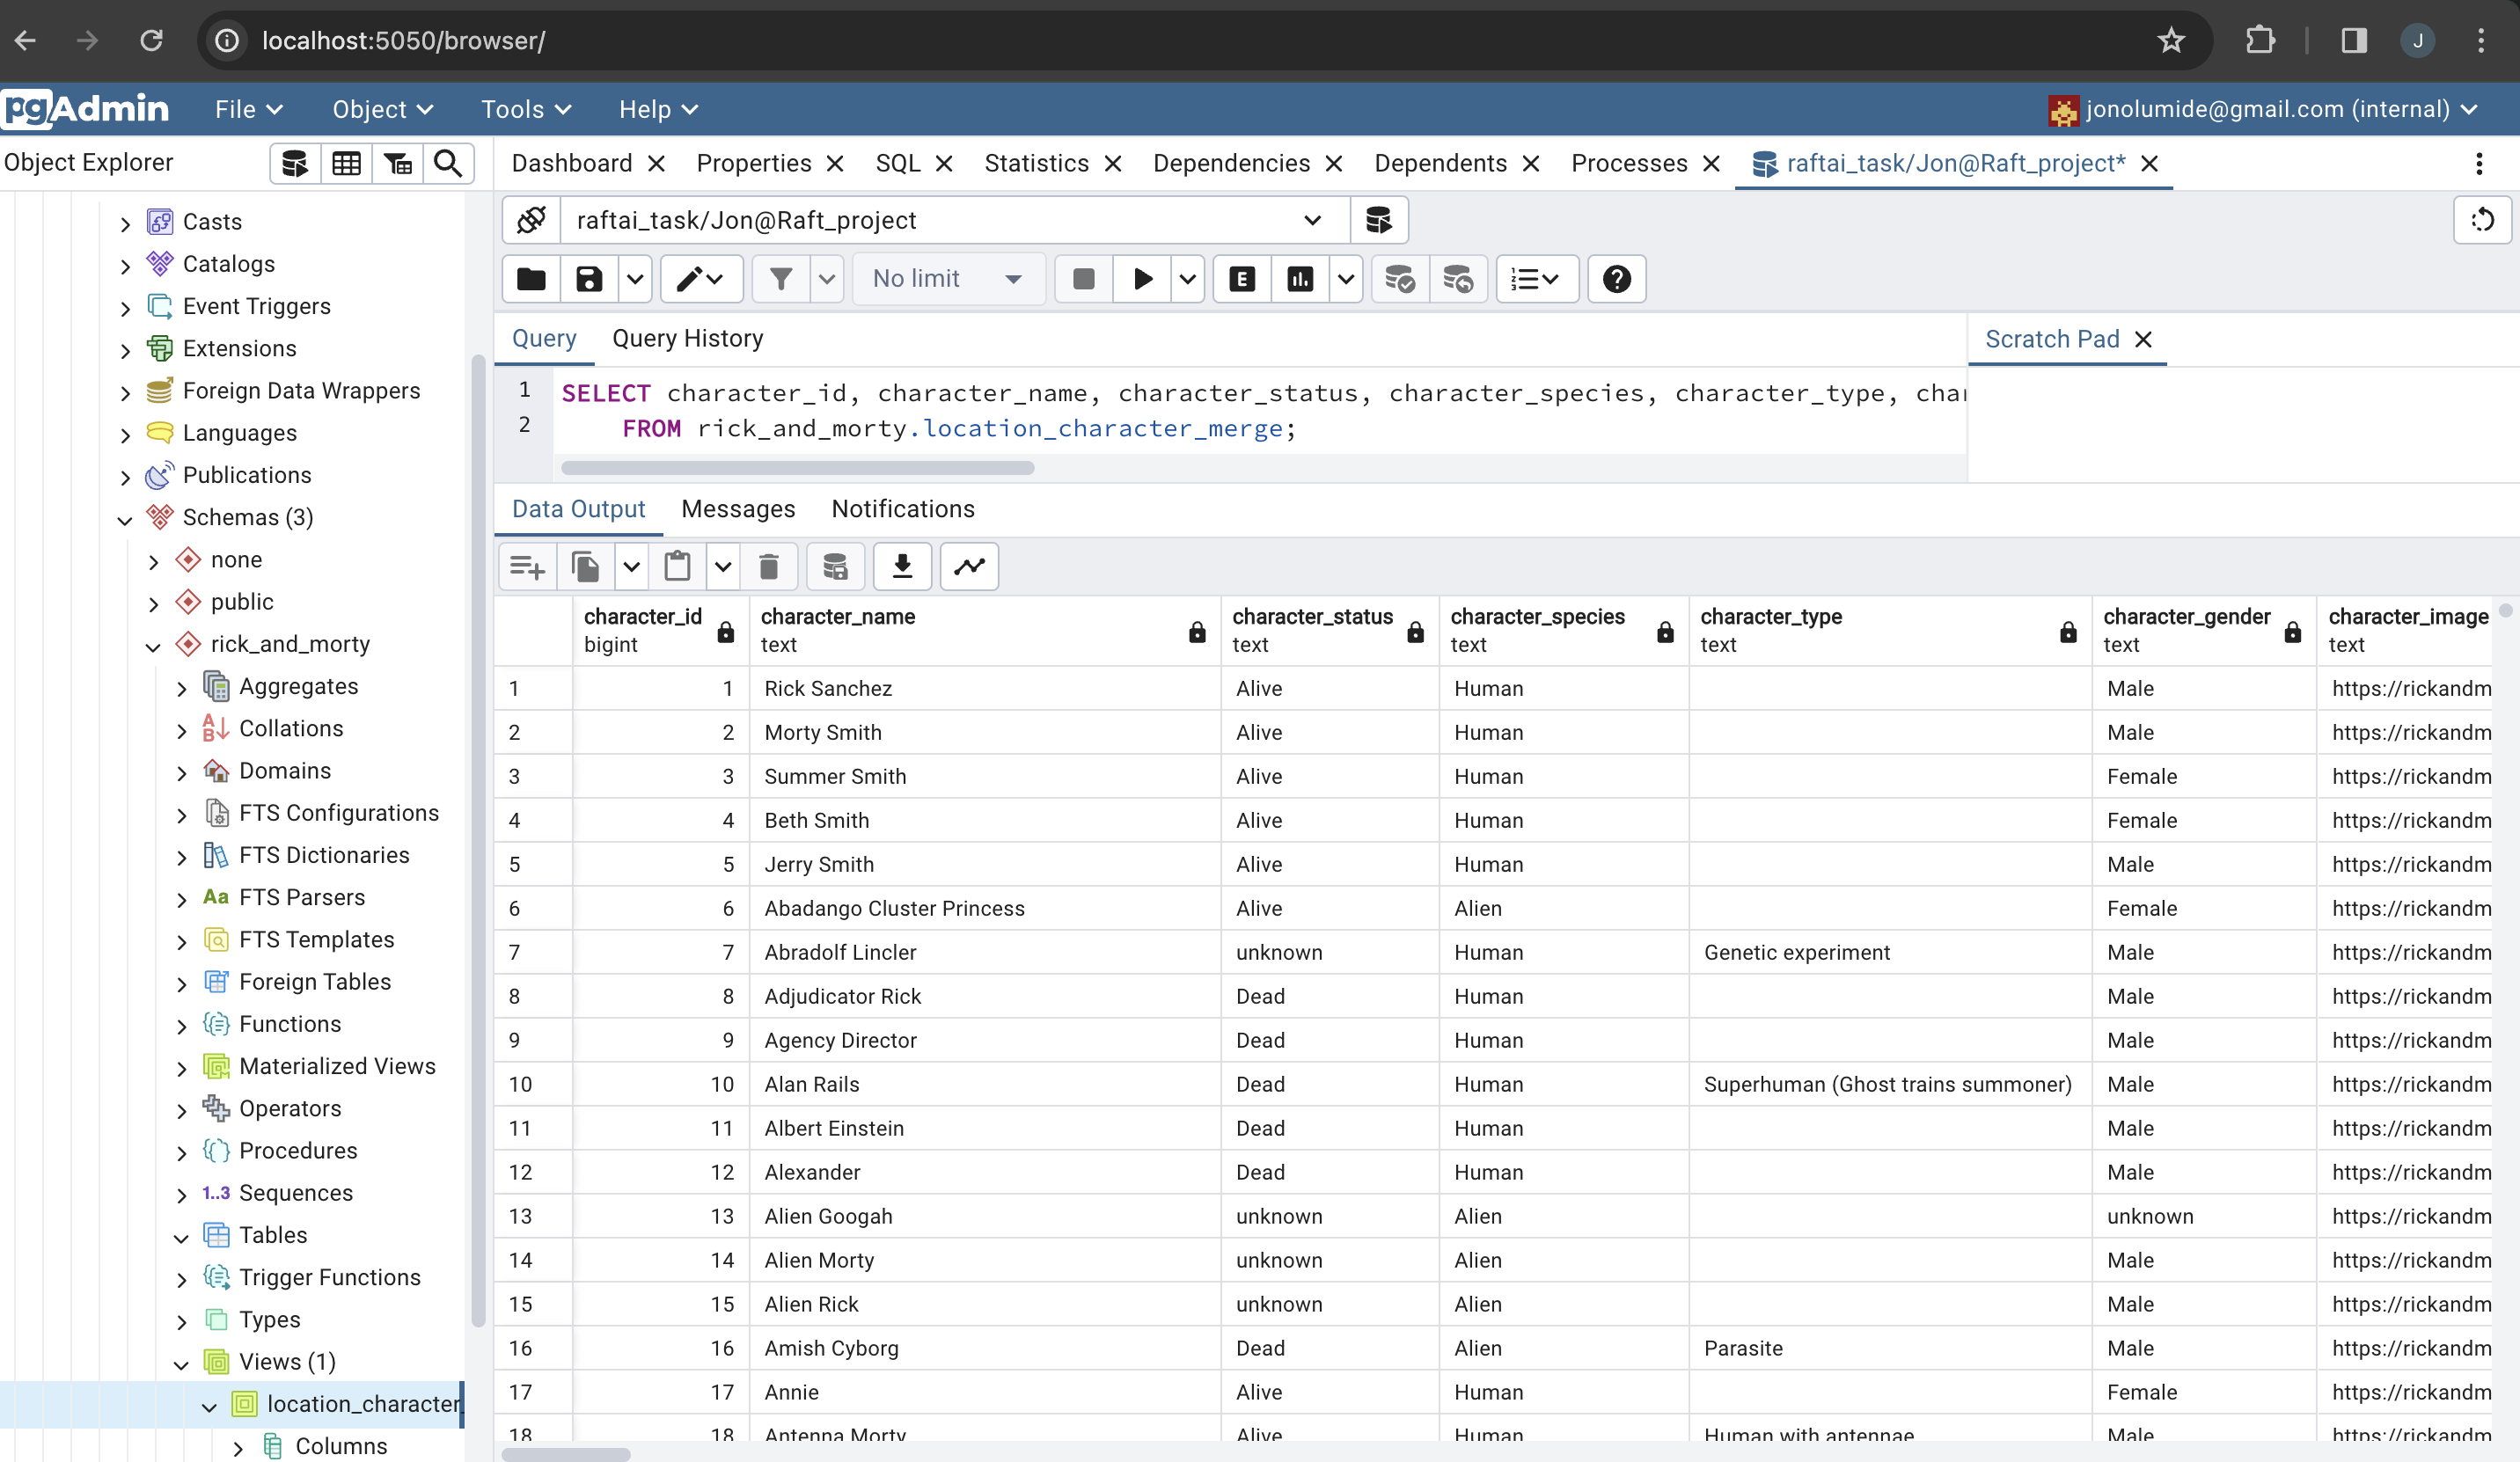 localhost:5050/browser/
J
pgAdmin File Object Tools Help jonolumide@gmail.com (internal)
Object Explorer
Dashboard Properties SQL Statistics Dependencies Dependents Processes raftai_task/Jon@Raft_project*
raftai_task/Jon@Raft_project
No limit
E
Query Query History
Scratch Pad
1 SELECT character_id, character_name, character_status, character_species, character_type, char
2 FROM rick_and_morty.location_character_merge;
Data Output Messages Notifications
Casts
Catalogs
Event Triggers
Extensions
Foreign Data Wrappers
Languages
Publications
Schemas (3)
none
public
rick_and_morty
Aggregates
Collations
Domains
FTS Configurations
FTS Dictionaries
Aa FTS Parsers
FTS Templates
Foreign Tables
Functions
Materialized Views
Operators
Procedures
1..3 Sequences
Tables
Trigger Functions
Types
Views (1)
location_character_
Columns
character_id character_name character_status character_species character_type character_gender character_image
bigint text text text text text text
1 1 Rick Sanchez Alive Human Male https://rickandm
2 2 Morty Smith Alive Human Male https://rickandm
3 3 Summer Smith Alive Human Female https://rickandm
4 4 Beth Smith Alive Human Female https://rickandm
5 5 Jerry Smith Alive Human Male https://rickandm
6 6 Abadango Cluster Princess Alive Alien Female https://rickandm
7 7 Abradolf Lincler unknown Human Genetic experiment Male https://rickandm
8 8 Adjudicator Rick Dead Human Male https://rickandm
9 9 Agency Director Dead Human Male https://rickandm
10 10 Alan Rails Dead Human Superhuman (Ghost trains summoner) Male https://rickandm
11 11 Albert Einstein Dead Human Male https://rickandm
12 12 Alexander Dead Human Male https://rickandm
13 13 Alien Googah unknown Alien unknown https://rickandm
14 14 Alien Morty unknown Alien Male https://rickandm
15 15 Alien Rick unknown Alien Male https://rickandm
16 16 Amish Cyborg Dead Alien Parasite Male https://rickandm
17 17 Annie Alive Human Female https://rickandm
18 18 Antenna Morty Alive Human Human with antennae Male https://rickandm